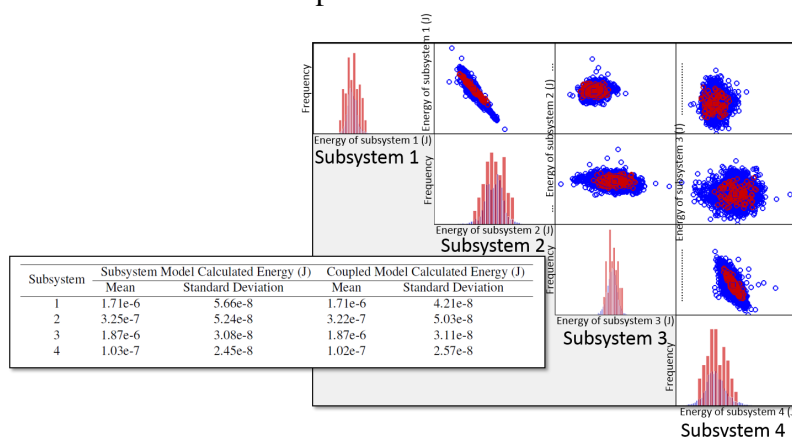 Frequency
Energy of subsystem 1 (J)
Subsystem 1
Energy of subsystem 1 (J)
Frequency
Energy of subsystem 2 (J)
Subsystem 2
Energy of subsystem 2 (J)
Frequency
Energy of subsystem 3 (J)
Subsystem 3
Energy of subsystem 3 (J)
Frequency
Energy of subsystem 4 (J
Subsystem 4
Subsystem Subsystem Model Calculated Energy (J) Coupled Model Calculated Energy (J)
Mean Standard Deviation Mean Standard Deviation
1 1.71e-6 5.66e-8 1.71e-6 4.21e-8
2 3.25e-7 5.24e-8 3.22e-7 5.03e-8
3 1.87e-6 3.08e-8 1.87e-6 3.11e-8
4 1.03e-7 2.45e-8 1.02e-7 2.57e-8